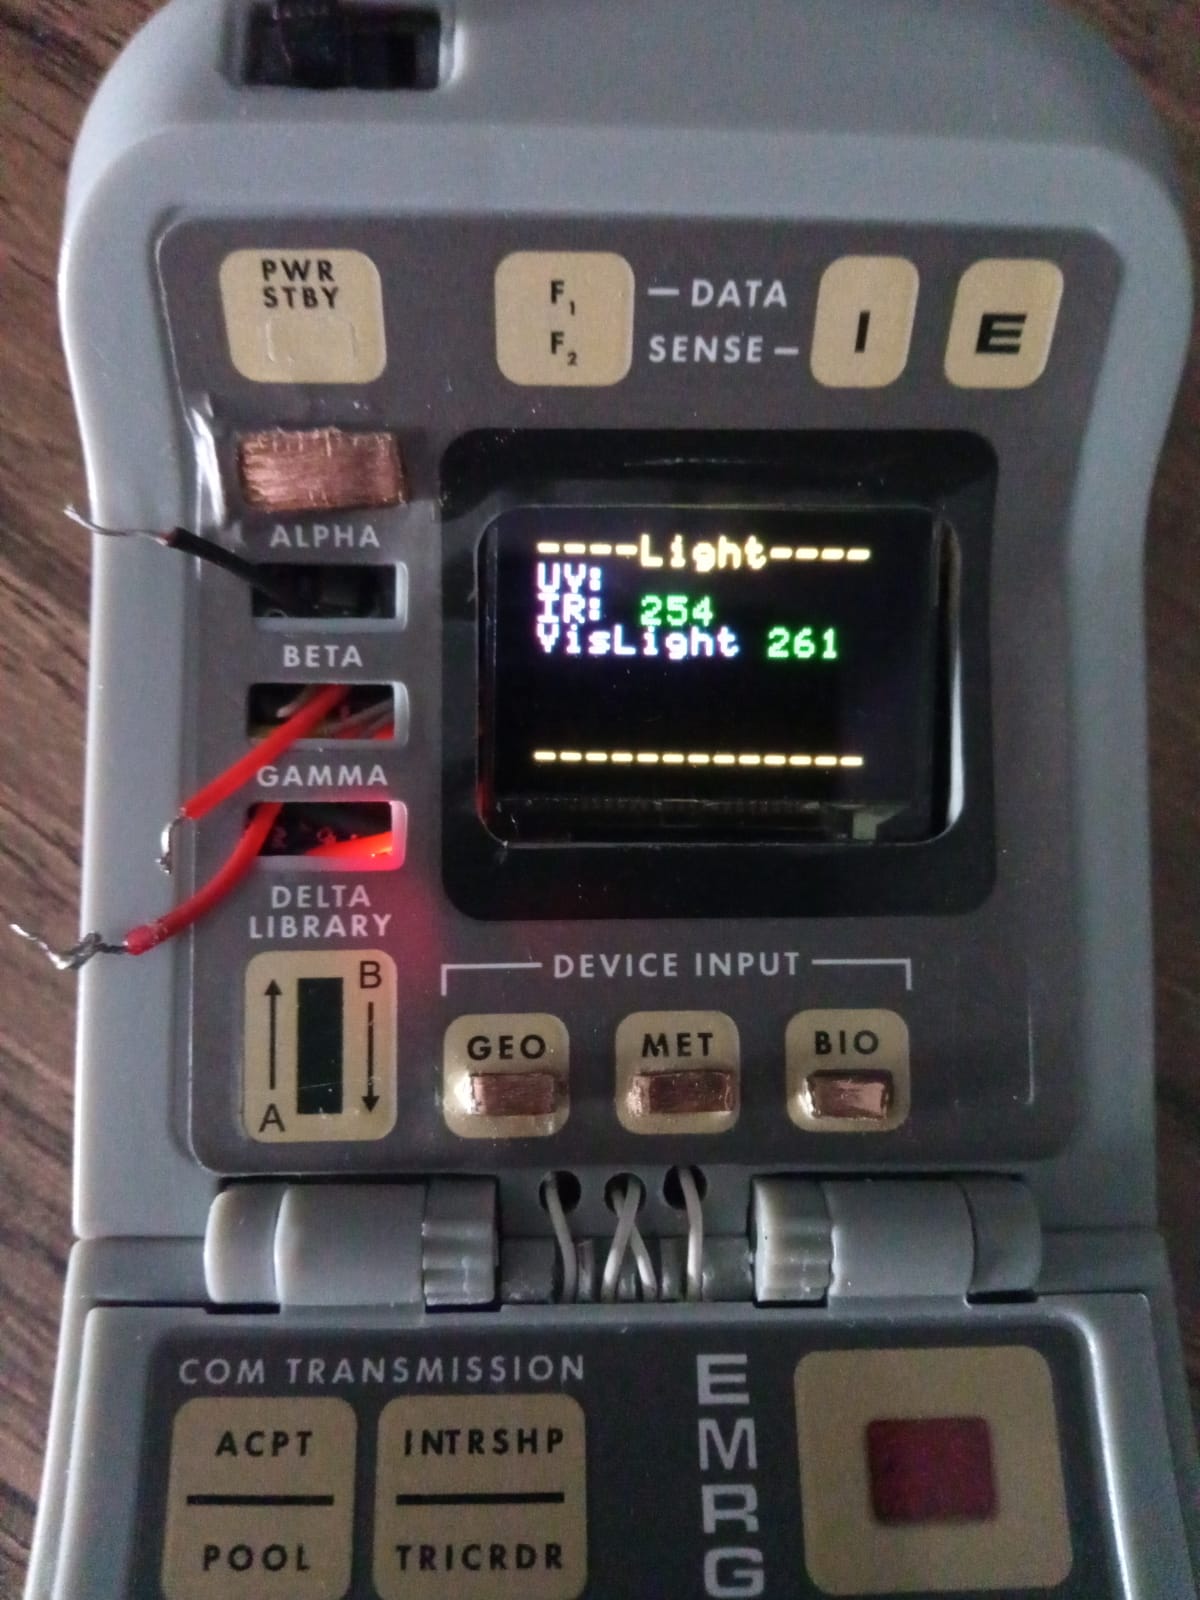 PWR
STBY
F1
F2
— DATA
SENSE —
I
E
ALPHA
BETA
GAMMA
DELTA
LIBRARY
A
B
----Light----
UV:
IR: 254
VisLight 261
-------------
DEVICE INPUT
GEO
MET
BIO
COM TRANSMISSION
ACPT
POOL
INTRSHP
TRICRDR
EMRG